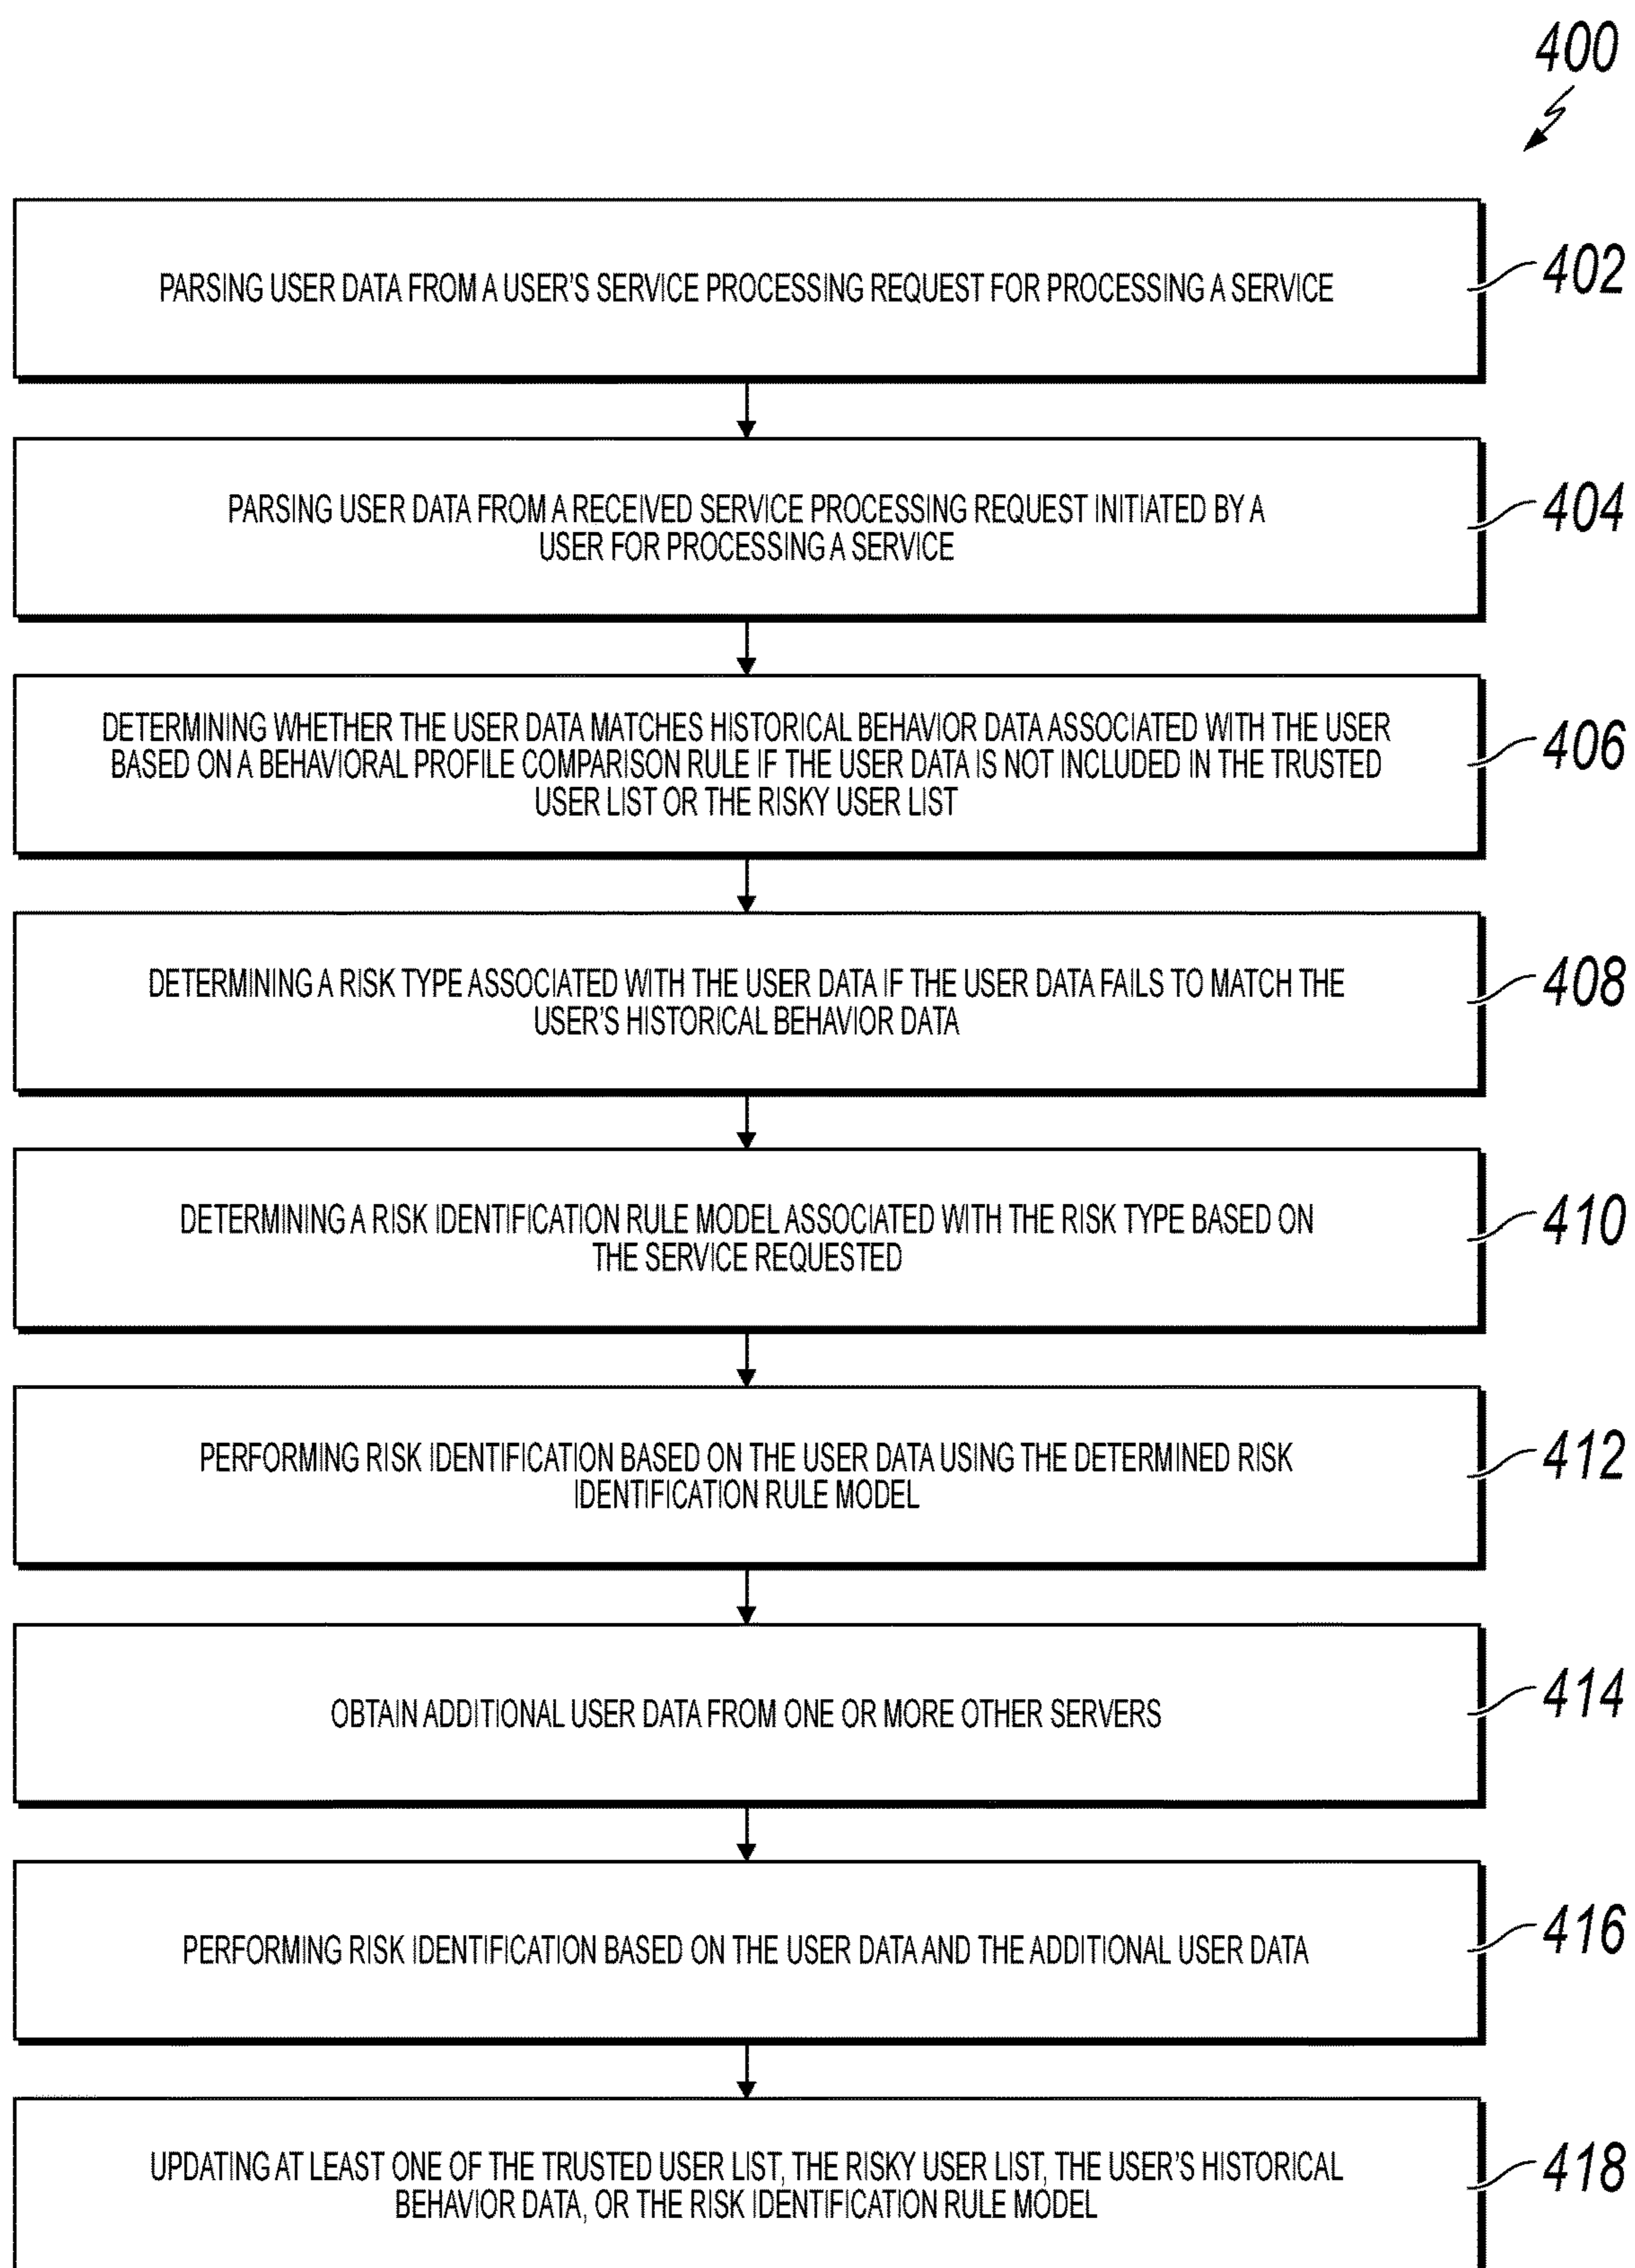 400
PARSING USER DATA FROM A USER'S SERVICE PROCESSING REQUEST FOR PROCESSING A SERVICE
402
PARSING USER DATA FROM A RECEIVED SERVICE PROCESSING REQUEST INITIATED BY A
USER FOR PROCESSING A SERVICE
404
DETERMINING WHETHER THE USER DATA MATCHES HISTORICAL BEHAVIOR DATA ASSOCIATED WITH THE USER
BASED ON A BEHAVIORAL PROFILE COMPARISON RULE IF THE USER DATA IS NOT INCLUDED IN THE TRUSTED
USER LIST OR THE RISKY USER LIST
406
DETERMINING A RISK TYPE ASSOCIATED WITH THE USER DATA IF THE USER DATA FAILS TO MATCH THE
USER'S HISTORICAL BEHAVIOR DATA
408
DETERMINING A RISK IDENTIFICATION RULE MODEL ASSOCIATED WITH THE RISK TYPE BASED ON
THE SERVICE REQUESTED
410
PERFORMING RISK IDENTIFICATION BASED ON THE USER DATA USING THE DETERMINED RISK
IDENTIFICATION RULE MODEL
412
OBTAIN ADDITIONAL USER DATA FROM ONE OR MORE OTHER SERVERS
414
PERFORMING RISK IDENTIFICATION BASED ON THE USER DATA AND THE ADDITIONAL USER DATA
416
UPDATING AT LEAST ONE OF THE TRUSTED USER LIST, THE RISKY USER LIST, THE USER'S HISTORICAL
BEHAVIOR DATA, OR THE RISK IDENTIFICATION RULE MODEL
418